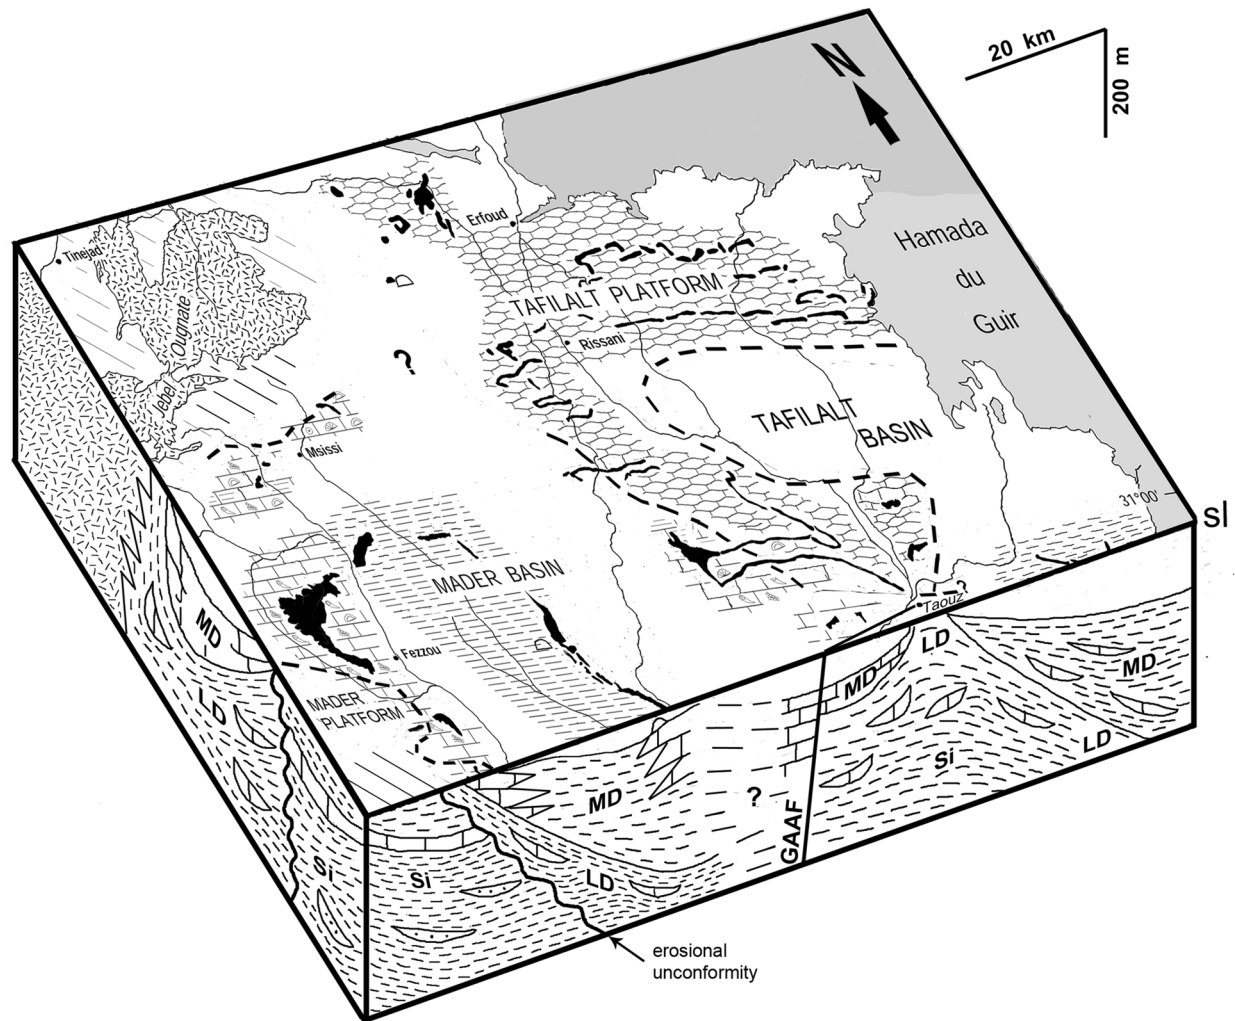 20 km
200 m
N
Tinejad
Jebel Ougnate
Erfoud
Hamada
du
Guir
TAFILALT PLATFORM
Rissani
?
TAFILALT
BASIN
Msissi
31°00'
sl
MADER BASIN
Fezzou
MADER
PLATFORM
Taouz
?
MD
LD
Si
Si
MD
LD
?
GAAF
MD
LD
Si
MD
LD
erosional
unconformity